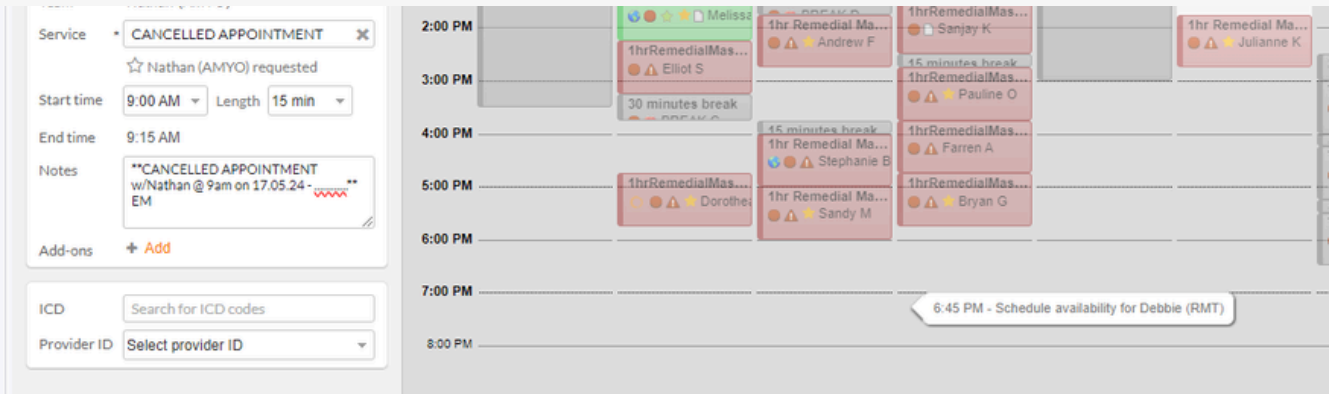 Service * CANCELLED APPOINTMENT
Nathan (AMYO) requested
Start time 9:00 AM Length 15 min
End time 9:15 AM
Notes **CANCELLED APPOINTMENT
w/Nathan @ 9am on 17.05.24 - ______**
EM
Add-ons + Add
ICD Search for ICD codes
Provider ID Select provider ID
2:00 PM
3:00 PM
4:00 PM
5:00 PM
6:00 PM
7:00 PM
8:00 PM
Melissa
1hrRemedialMas...
Elliot S
30 minutes break
1hrRemedialMas...
Dorothea
1hr Remedial Ma...
Andrew F
15 minutes break
1hr Remedial Ma...
Stephanie B
1hr Remedial Ma...
Sandy M
1hrRemedialMas...
Sanjay K
15 minutes break
1hrRemedialMas...
Pauline O
1hrRemedialMas...
Farren A
1hrRemedialMas...
Bryan G
1hr Remedial Ma...
Julianne K
6:45 PM - Schedule availability for Debbie (RMT)